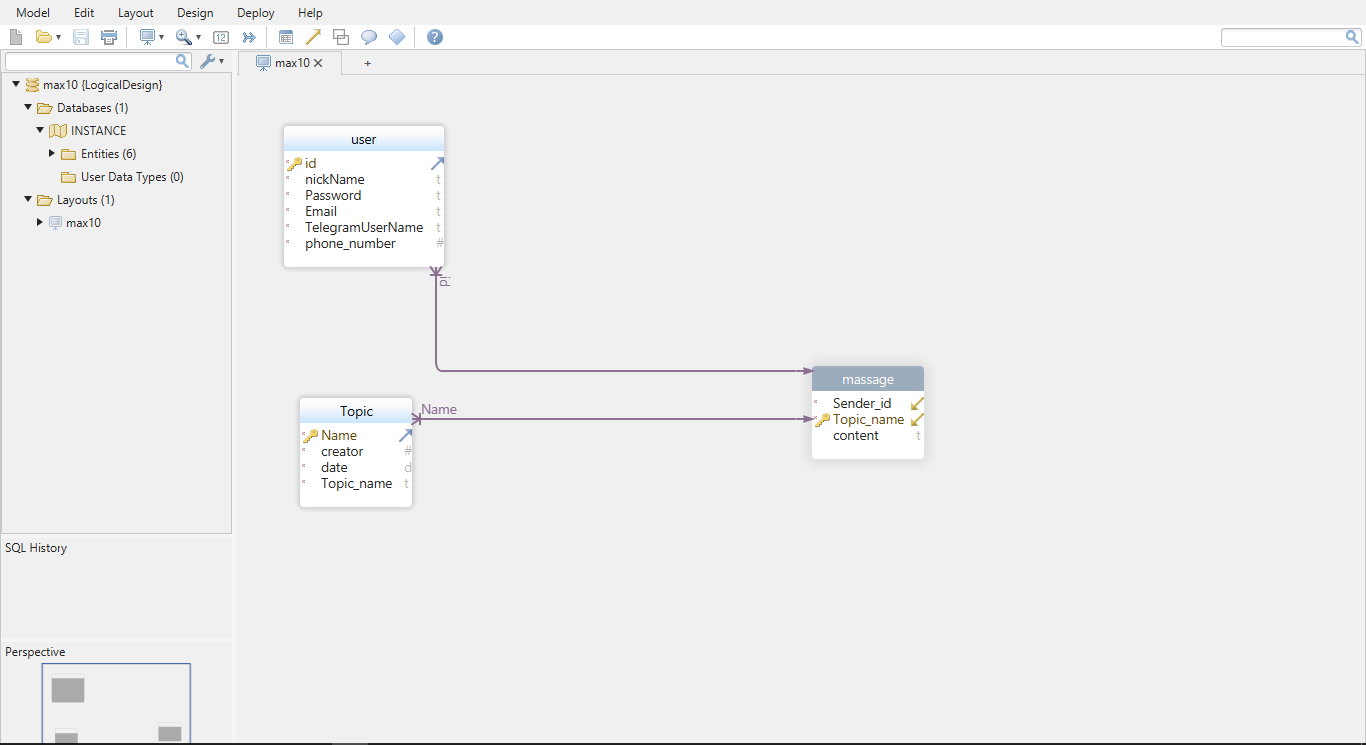 Model Edit Layout Design Deploy Help
12 ?
max10 +
max10 {LogicalDesign}
Databases (1)
INSTANCE
Entities (6)
User Data Types (0)
Layouts (1)
max10
SQL History
Perspective
user
id
nickName t
Password t
Email t
TelegramUserName t
phone_number #
id
Topic
Name
creator #
date d
Topic_name t
Name
massage
Sender_id
Topic_name
content t